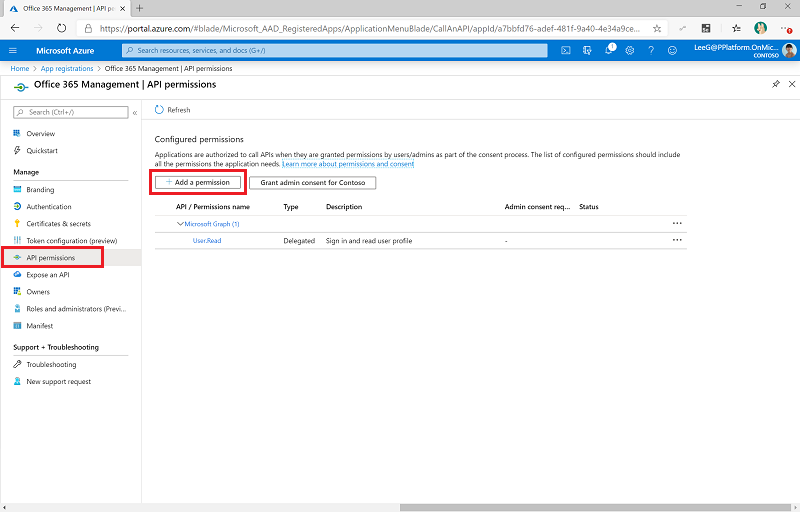 Office 365 Management | API pe
https://portal.azure.com/#blade/Microsoft_AAD_RegisteredApps/ApplicationMenuBlade/CallAnAPI/appId/a7bbfd76-adef-481f-9a40-4e34a9ce...
Microsoft Azure
Search resources, services, and docs (G+/)
1
LeeG@PPlatform.OnMic...
CONTOSO
Home > App registrations > Office 365 Management | API permissions
Office 365 Management | API permissions
Search (Ctrl+/)
Overview
Quickstart
Manage
Branding
Authentication
Certificates & secrets
Token configuration (preview)
API permissions
Expose an API
Owners
Roles and administrators (Previ...
Manifest
Support + Troubleshooting
Troubleshooting
New support request
Refresh
Configured permissions
Applications are authorized to call APIs when they are granted permissions by users/admins as part of the consent process. The list of configured permissions should include
all the permissions the application needs. Learn more about permissions and consent
+ Add a permission Grant admin consent for Contoso
API / Permissions name Type Description Admin consent req... Status
Microsoft Graph (1) ...
User.Read Delegated Sign in and read user profile - ...